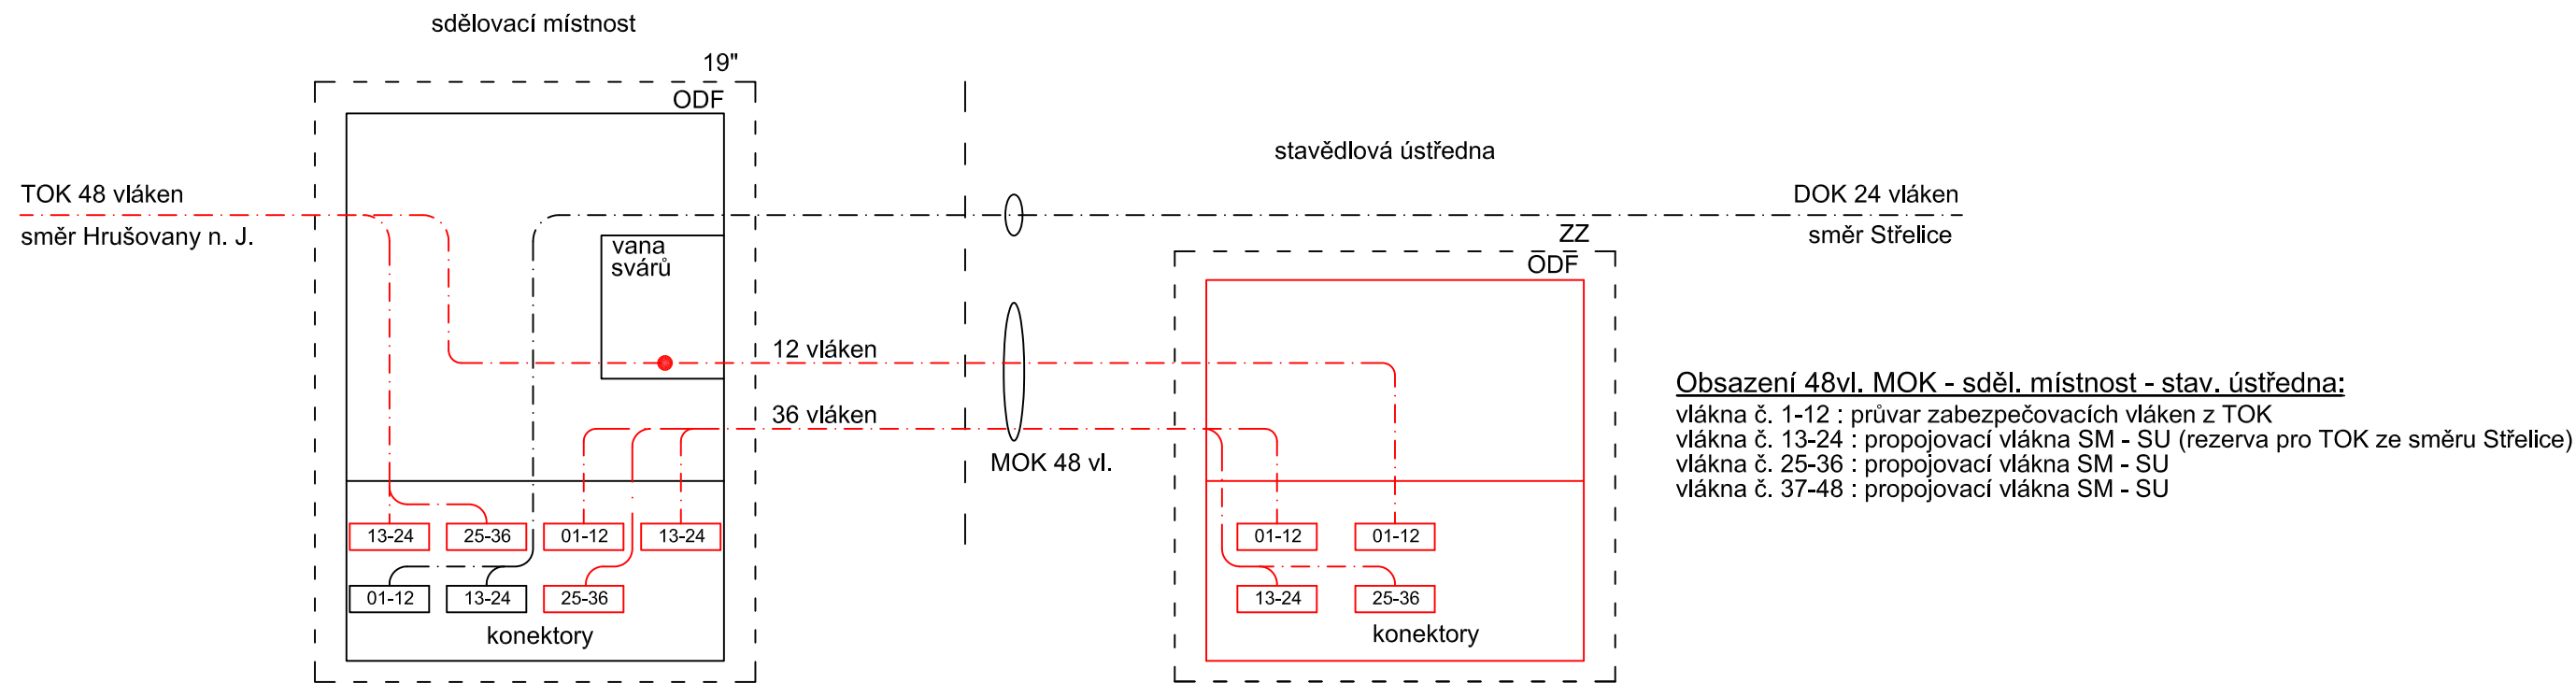 sdělovací místnost
19"
ODF
stavědlová ústředna
TOK 48 vláken
směr Hrušovany n. J.
DOK 24 vláken
směr Střelice
vana
svárů
ZZ
ODF
12 vláken
36 vláken
MOK 48 vl.
Obsazení 48vl. MOK - sděl. místnost - stav. ústředna:
vlákna č. 1-12 : průvar zabezpečovacích vláken z TOK
vlákna č. 13-24 : propojovací vlákna SM - SU (rezerva pro TOK ze směru Střelice)
vlákna č. 25-36 : propojovací vlákna SM - SU
vlákna č. 37-48 : propojovací vlákna SM - SU
13-24
25-36
01-12
13-24
01-12
13-24
25-36
konektory
01-12
01-12
13-24
25-36
konektory